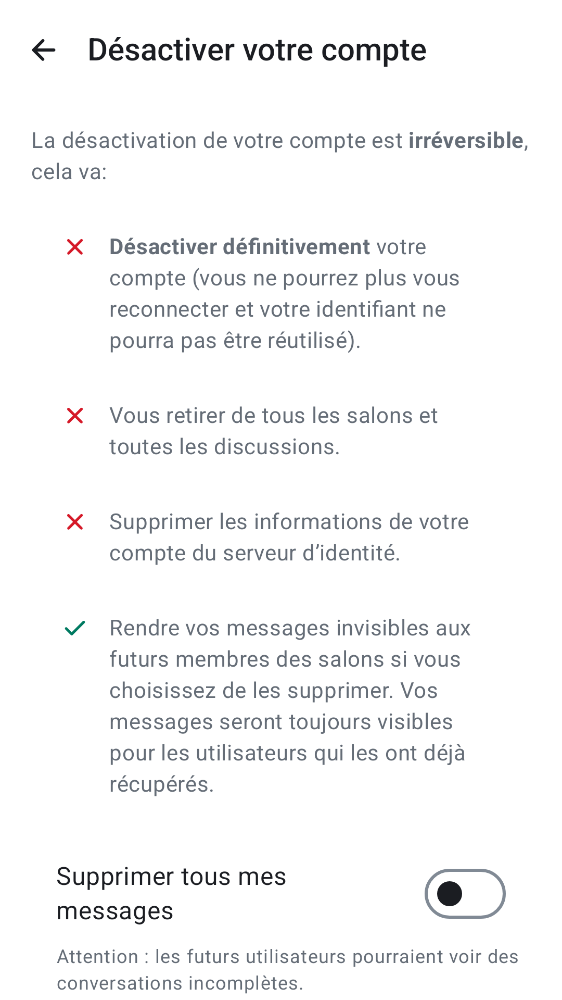 Désactiver votre compte
La désactivation de votre compte est irréversible,
cela va:
Désactiver définitivement votre
compte (vous ne pourrez plus vous
reconnecter et votre identifiant ne
pourra pas être réutilisé).
Vous retirer de tous les salons et
toutes les discussions.
Supprimer les informations de votre
compte du serveur d’identité.
Rendre vos messages invisibles aux
futurs membres des salons si vous
choisissez de les supprimer. Vos
messages seront toujours visibles
pour les utilisateurs qui les ont déjà
récupérés.
Supprimer tous mes
messages
Attention : les futurs utilisateurs pourraient voir des
conversations incomplètes.